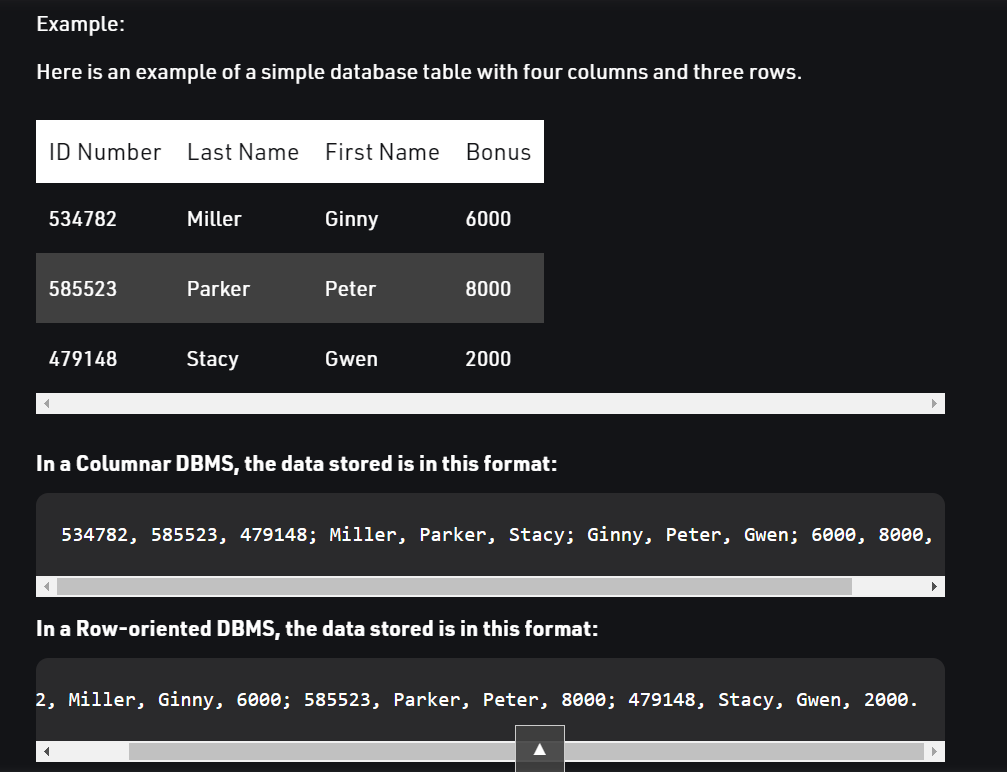 Example:
Here is an example of a simple database table with four columns and three rows.
ID Number Last Name First Name Bonus
534782 Miller Ginny 6000
585523 Parker Peter 8000
479148 Stacy Gwen 2000
In a Columnar DBMS, the data stored is in this format:
534782, 585523, 479148; Miller, Parker, Stacy; Ginny, Peter, Gwen; 6000, 8000,
In a Row-oriented DBMS, the data stored is in this format:
2, Miller, Ginny, 6000; 585523, Parker, Peter, 8000; 479148, Stacy, Gwen, 2000.